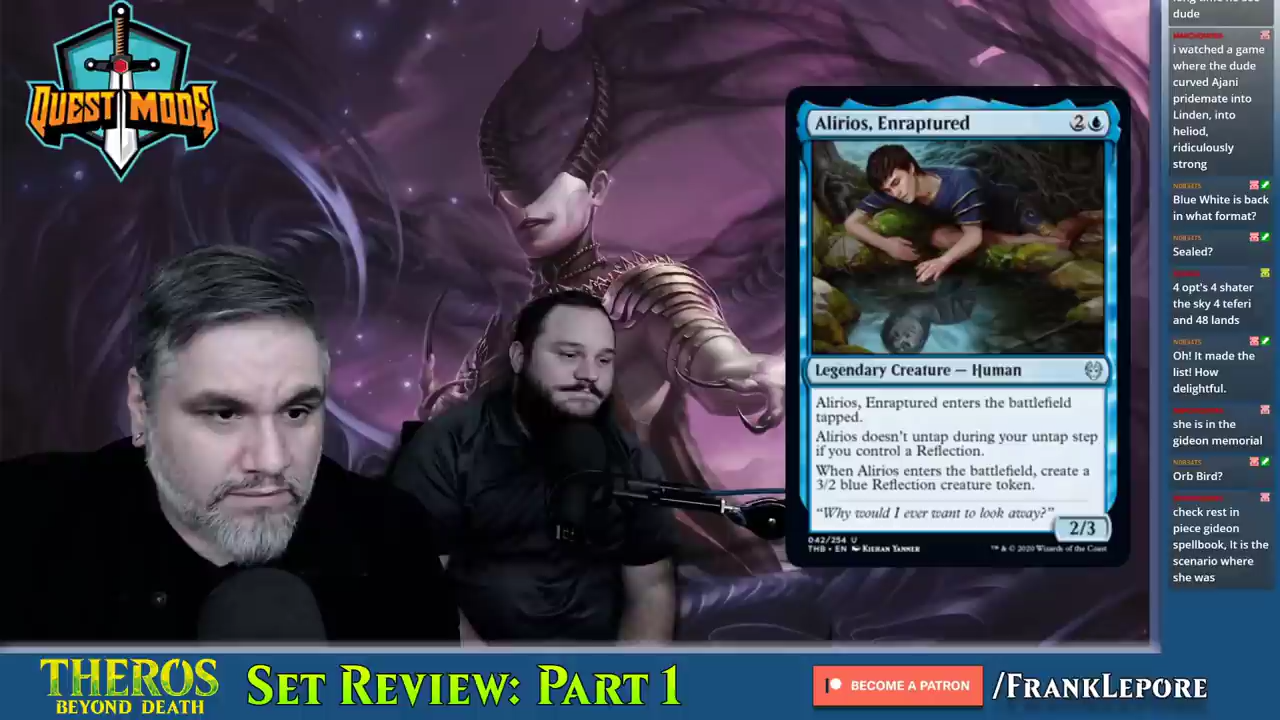 QUEST MODE
Alirios, Enraptured 2
Legendary Creature — Human
Alirios, Enraptured enters the battlefield
tapped.
Alirios doesn't untap during your untap step
if you control a Reflection.
When Alirios enters the battlefield, create a
3/2 blue Reflection creature token.
"Why would I ever want to look away?"
2/3
042/254 U
THB • EN KIERAN YANNER
™ & © 2020 Wizards of the Coast
dude
i watched a game
where the dude
curved Ajani
pridemate into
Linden, into
heliod,
ridiculously
strong
Blue White is back
in what format?
Sealed?
4 opt's 4 shater
the sky 4 teferi
and 48 lands
Oh! It made the
list! How
delightful.
she is in the
gideon memorial
Orb Bird?
check rest in
piece gideon
spellbook, It is the
scenario where
she was
THEROS
BEYOND DEATH
SET REVIEW: PART 1
BECOME A PATRON
/FRANKLEPORE